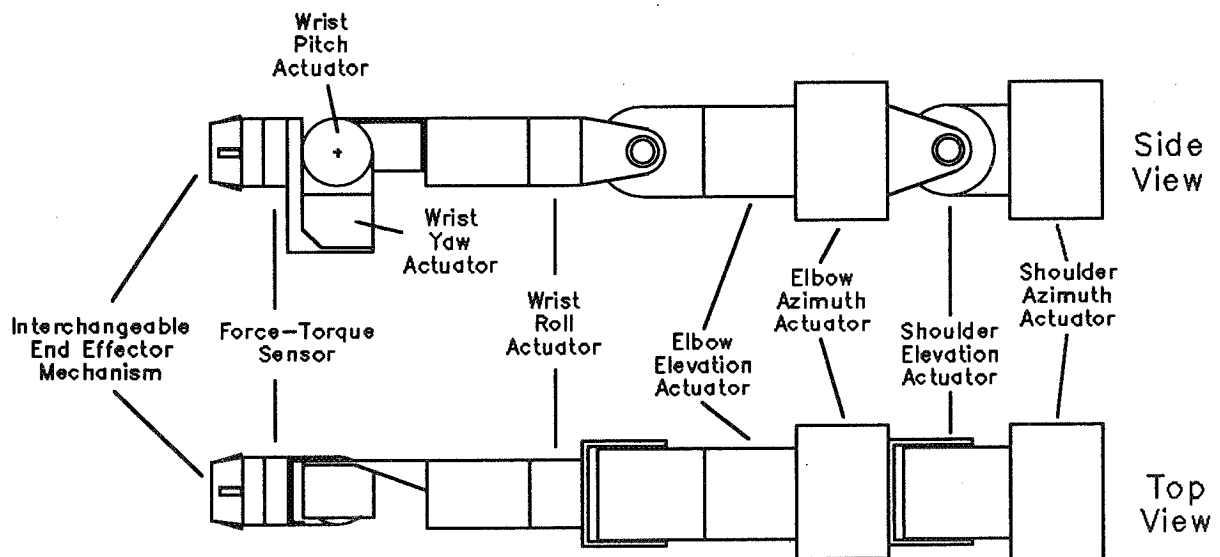 Wrist
Pitch
Actuator
Side
View
Wrist
Yaw
Actuator
Interchangeable
End Effector
Mechanism
Force-Torque
Sensor
Wrist
Roll
Actuator
Elbow
Elevation
Actuator
Elbow
Azimuth
Actuator
Shoulder
Elevation
Actuator
Shoulder
Azimuth
Actuator
Top
View